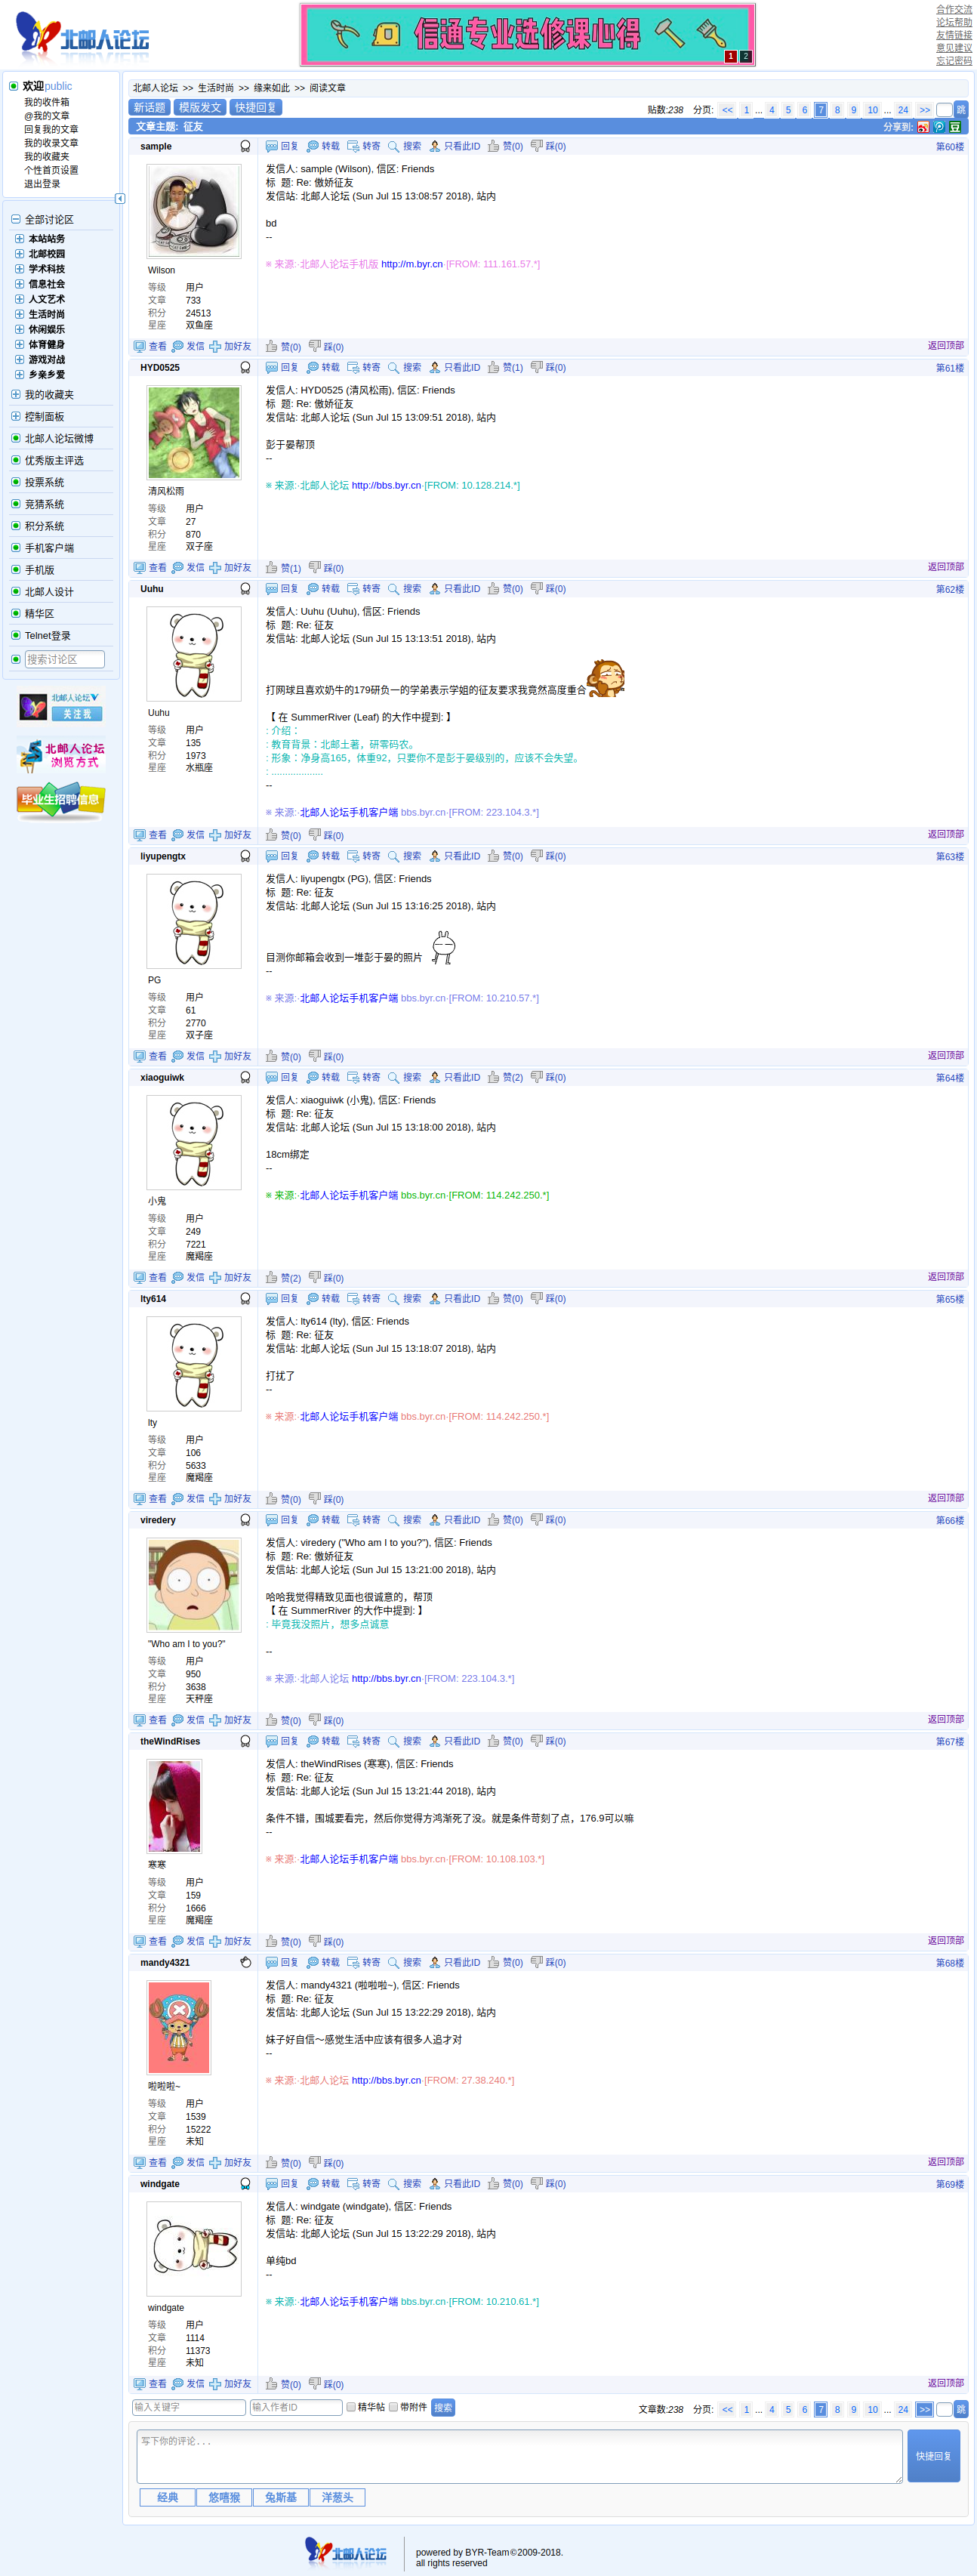 北邮人论坛
信通专业选修课心得
1 2
合作交流
论坛帮助
友情链接
意见建议
忘记密码
欢迎public
我的收件箱
@我的文章
回复我的文章
我的收录文章
我的收藏夹
个性首页设置
退出登录
全部讨论区
本站站务
北邮校园
学术科技
信息社会
人文艺术
生活时尚
休闲娱乐
体育健身
游戏对战
乡亲乡爱
我的收藏夹
控制面板
北邮人论坛微博
优秀版主评选
投票系统
竞猜系统
积分系统
手机客户端
手机版
北邮人设计
精华区
Telnet登录
搜索讨论区
北邮人论坛
关注我
北邮人论坛
浏览方式
毕业生招聘信息
北邮人论坛 >> 生活时尚 >> 缘来如此 >> 阅读文章
新话题 模版发文 快捷回复
贴数:238 分页: << 1 ... 4 5 6 7 8 9 10 ... 24 >> 跳
文章主题: 征友
分享到:
sample
回复 转载 转寄 搜索 只看此ID 赞(0) 踩(0) 第60楼
Wilson
等级 用户
文章 733
积分 24513
星座 双鱼座
发信人: sample (Wilson), 信区: Friends
标 题: Re: 傲娇征友
发信站: 北邮人论坛 (Sun Jul 15 13:08:57 2018), 站内
bd
--
※ 来源:·北邮人论坛手机版 http://m.byr.cn·[FROM: 111.161.57.*]
查看 发信 加好友 赞(0) 踩(0) 返回顶部
HYD0525
回复 转载 转寄 搜索 只看此ID 赞(1) 踩(0) 第61楼
清风松雨
等级 用户
文章 27
积分 870
星座 双子座
发信人: HYD0525 (清风松雨), 信区: Friends
标 题: Re: 傲娇征友
发信站: 北邮人论坛 (Sun Jul 15 13:09:51 2018), 站内
彭于晏帮顶
--
※ 来源:·北邮人论坛 http://bbs.byr.cn·[FROM: 10.128.214.*]
查看 发信 加好友 赞(1) 踩(0) 返回顶部
Uuhu
回复 转载 转寄 搜索 只看此ID 赞(0) 踩(0) 第62楼
Uuhu
等级 用户
文章 135
积分 1973
星座 水瓶座
发信人: Uuhu (Uuhu), 信区: Friends
标 题: Re: 征友
发信站: 北邮人论坛 (Sun Jul 15 13:13:51 2018), 站内
打网球且喜欢奶牛的179研负一的学弟表示学姐的征友要求我竟然高度重合
【 在 SummerRiver (Leaf) 的大作中提到: 】
: 介绍：
: 教育背景：北邮土著，研零码农。
: 形象：净身高165，体重92，只要你不是彭于晏级别的，应该不会失望。
: ...................
--
※ 来源:·北邮人论坛手机客户端 bbs.byr.cn·[FROM: 223.104.3.*]
查看 发信 加好友 赞(0) 踩(0) 返回顶部
liyupengtx
回复 转载 转寄 搜索 只看此ID 赞(0) 踩(0) 第63楼
PG
等级 用户
文章 61
积分 2770
星座 双子座
发信人: liyupengtx (PG), 信区: Friends
标 题: Re: 征友
发信站: 北邮人论坛 (Sun Jul 15 13:16:25 2018), 站内
目测你邮箱会收到一堆彭于晏的照片
--
※ 来源:·北邮人论坛手机客户端 bbs.byr.cn·[FROM: 10.210.57.*]
查看 发信 加好友 赞(0) 踩(0) 返回顶部
xiaoguiwk
回复 转载 转寄 搜索 只看此ID 赞(2) 踩(0) 第64楼
小鬼
等级 用户
文章 249
积分 7221
星座 魔羯座
发信人: xiaoguiwk (小鬼), 信区: Friends
标 题: Re: 征友
发信站: 北邮人论坛 (Sun Jul 15 13:18:00 2018), 站内
18cm绑定
--
※ 来源:·北邮人论坛手机客户端 bbs.byr.cn·[FROM: 114.242.250.*]
查看 发信 加好友 赞(2) 踩(0) 返回顶部
lty614
回复 转载 转寄 搜索 只看此ID 赞(0) 踩(0) 第65楼
lty
等级 用户
文章 106
积分 5633
星座 魔羯座
发信人: lty614 (lty), 信区: Friends
标 题: Re: 征友
发信站: 北邮人论坛 (Sun Jul 15 13:18:07 2018), 站内
打扰了
--
※ 来源:·北邮人论坛手机客户端 bbs.byr.cn·[FROM: 114.242.250.*]
查看 发信 加好友 赞(0) 踩(0) 返回顶部
viredery
回复 转载 转寄 搜索 只看此ID 赞(0) 踩(0) 第66楼
"Who am I to you?"
等级 用户
文章 950
积分 3638
星座 天秤座
发信人: viredery ("Who am I to you?"), 信区: Friends
标 题: Re: 傲娇征友
发信站: 北邮人论坛 (Sun Jul 15 13:21:00 2018), 站内
哈哈我觉得精致见面也很诚意的，帮顶
【 在 SummerRiver 的大作中提到: 】
: 毕竟我没照片，想多点诚意
--
※ 来源:·北邮人论坛 http://bbs.byr.cn·[FROM: 223.104.3.*]
查看 发信 加好友 赞(0) 踩(0) 返回顶部
theWindRises
回复 转载 转寄 搜索 只看此ID 赞(0) 踩(0) 第67楼
寒寒
等级 用户
文章 159
积分 1666
星座 魔羯座
发信人: theWindRises (寒寒), 信区: Friends
标 题: Re: 征友
发信站: 北邮人论坛 (Sun Jul 15 13:21:44 2018), 站内
条件不错，围城要看完，然后你觉得方鸿渐死了没。就是条件苛刻了点，176.9可以嘛
--
※ 来源:·北邮人论坛手机客户端 bbs.byr.cn·[FROM: 10.108.103.*]
查看 发信 加好友 赞(0) 踩(0) 返回顶部
mandy4321
回复 转载 转寄 搜索 只看此ID 赞(0) 踩(0) 第68楼
啦啦啦~
等级 用户
文章 1539
积分 15222
星座 未知
发信人: mandy4321 (啦啦啦~), 信区: Friends
标 题: Re: 征友
发信站: 北邮人论坛 (Sun Jul 15 13:22:29 2018), 站内
妹子好自信～感觉生活中应该有很多人追才对
--
※ 来源:·北邮人论坛 http://bbs.byr.cn·[FROM: 27.38.240.*]
查看 发信 加好友 赞(0) 踩(0) 返回顶部
windgate
回复 转载 转寄 搜索 只看此ID 赞(0) 踩(0) 第69楼
windgate
等级 用户
文章 1114
积分 11373
星座 未知
发信人: windgate (windgate), 信区: Friends
标 题: Re: 征友
发信站: 北邮人论坛 (Sun Jul 15 13:22:29 2018), 站内
单纯bd
--
※ 来源:·北邮人论坛手机客户端 bbs.byr.cn·[FROM: 10.210.61.*]
查看 发信 加好友 赞(0) 踩(0) 返回顶部
输入关键字 输入作者ID 精华帖 带附件 搜索
文章数:238 分页: << 1 ... 4 5 6 7 8 9 10 ... 24 >> 跳
写下你的评论...
快捷回复
经典 悠嘻猴 兔斯基 洋葱头
北邮人论坛
powered by BYR-Team©2009-2018.
all rights reserved